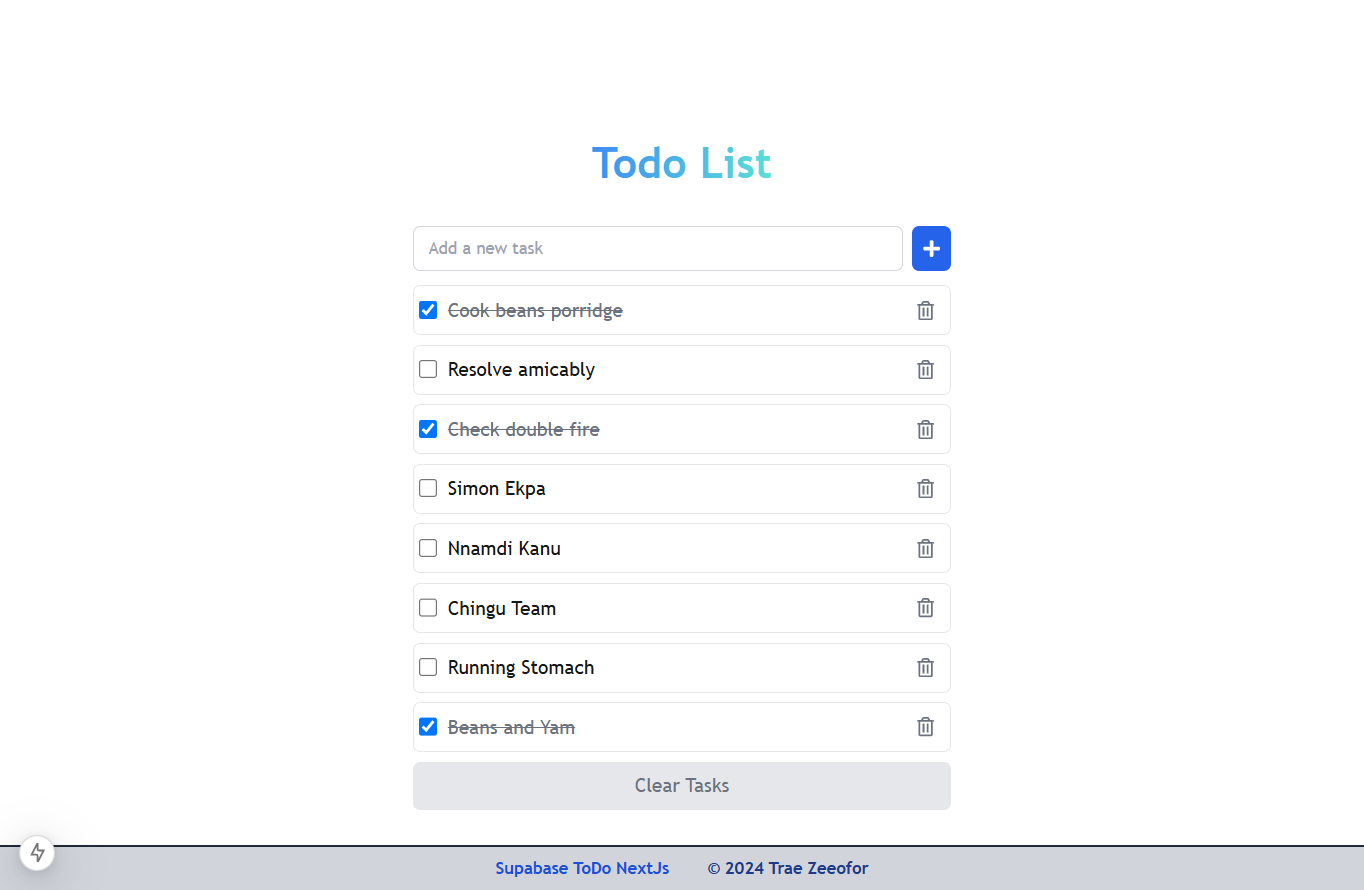 Todo List
Add a new task
Cook beans porridge
Resolve amicably
Check double fire
Simon Ekpa
Nnamdi Kanu
Chingu Team
Running Stomach
Beans and Yam
Clear Tasks
Supabase ToDo NextJs © 2024 Trae Zeeofor